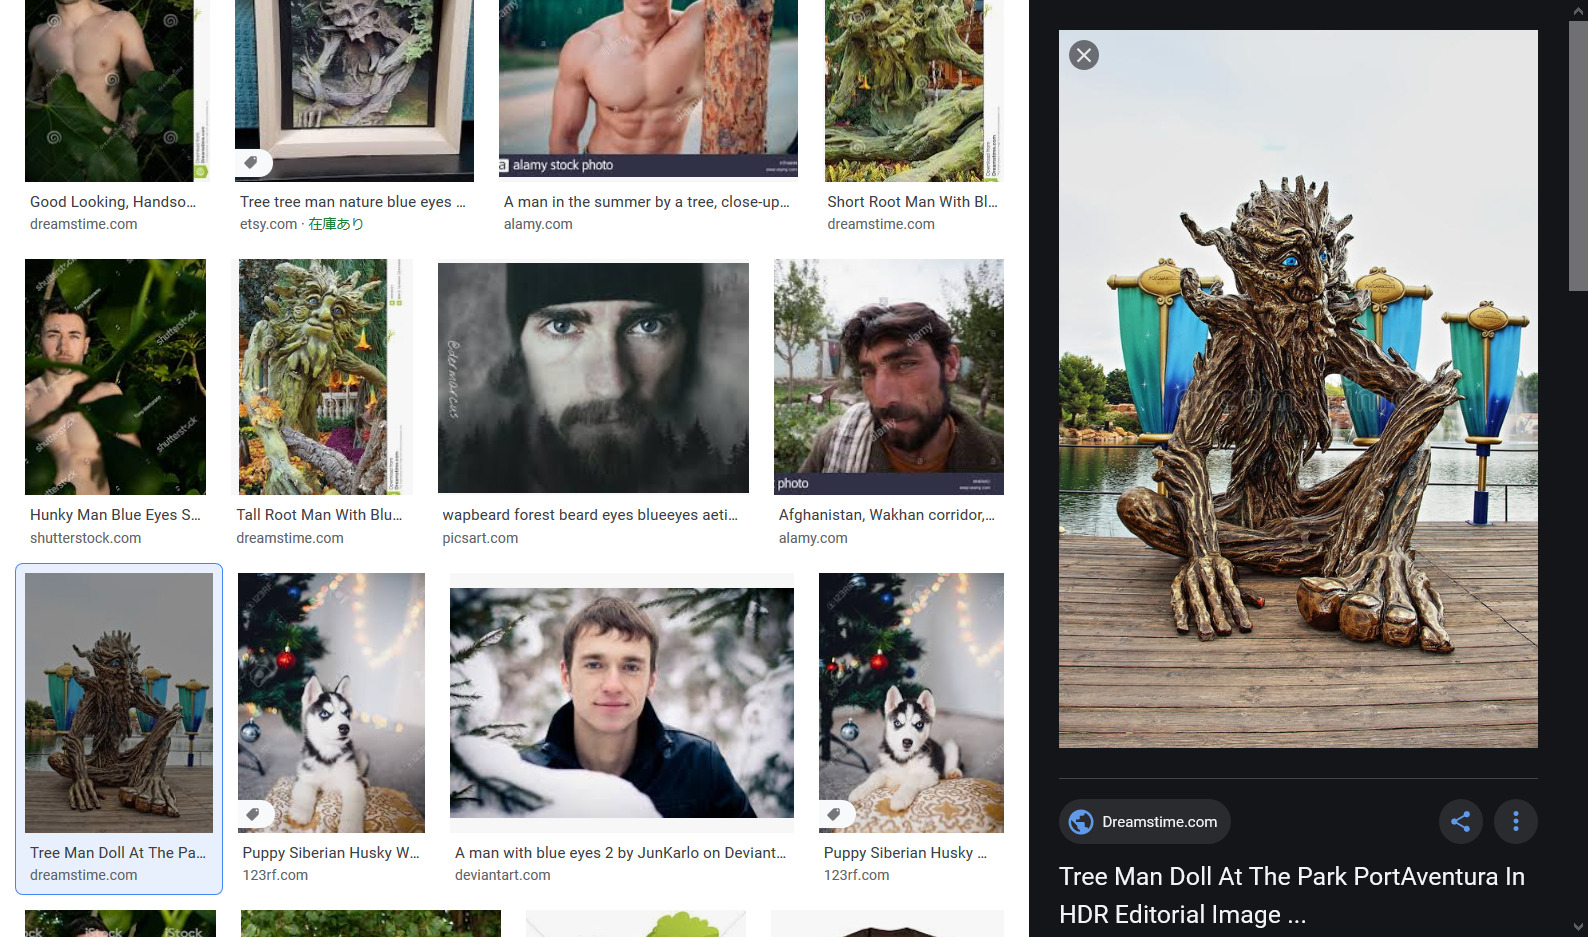 alamy stock photo
Good Looking, Handso...
dreamstime.com
Tree tree man nature blue eyes ...
etsy.com · 在庫あり
A man in the summer by a tree, close-up...
alamy.com
Short Root Man With Bl...
dreamstime.com
@dermarcus
alamy
photo
Hunky Man Blue Eyes S...
shutterstock.com
Tall Root Man With Blu...
dreamstime.com
wapbeard forest beard eyes blueeyes aeti...
picsart.com
Afghanistan, Wakhan corridor,...
alamy.com
Tree Man Doll At The Pa...
dreamstime.com
Puppy Siberian Husky W...
123rf.com
A man with blue eyes 2 by JunKarlo on Deviant...
deviantart.com
Puppy Siberian Husky ...
123rf.com
iStock
iStock
Dreamstime.com
Tree Man Doll At The Park PortAventura In
HDR Editorial Image ...